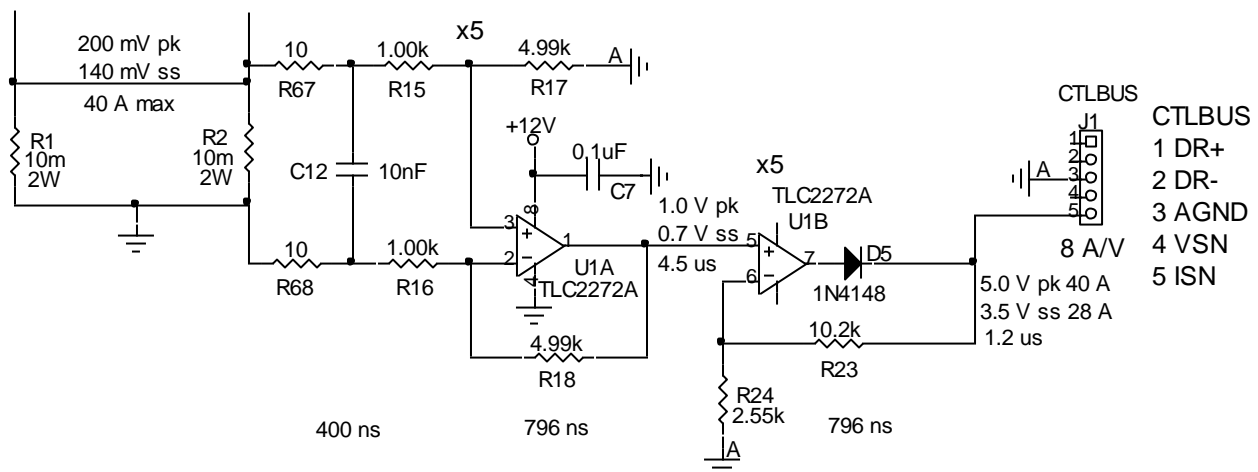 200 mV pk
140 mV ss
40 A max
R1
10m
2W
R2
10m
2W
10
R67
1.00k
R15
x5
4.99k
R17
A
+12V
0.1uF
C7
C12
10nF
8
3
+
2
−
1
4
U1A
TLC2272A
10
R68
1.00k
R16
4.99k
R18
1.0 V pk
0.7 V ss
4.5 us
x5
TLC2272A
U1B
5
+
6
−
7
D5
1N4148
10.2k
R23
R24
2.55k
A
CTLBUS
J1
1
2
3
4
5
A
8 A/V
5.0 V pk 40 A
3.5 V ss 28 A
1.2 us
CTLBUS
1 DR+
2 DR-
3 AGND
4 VSN
5 ISN
400 ns
796 ns
796 ns